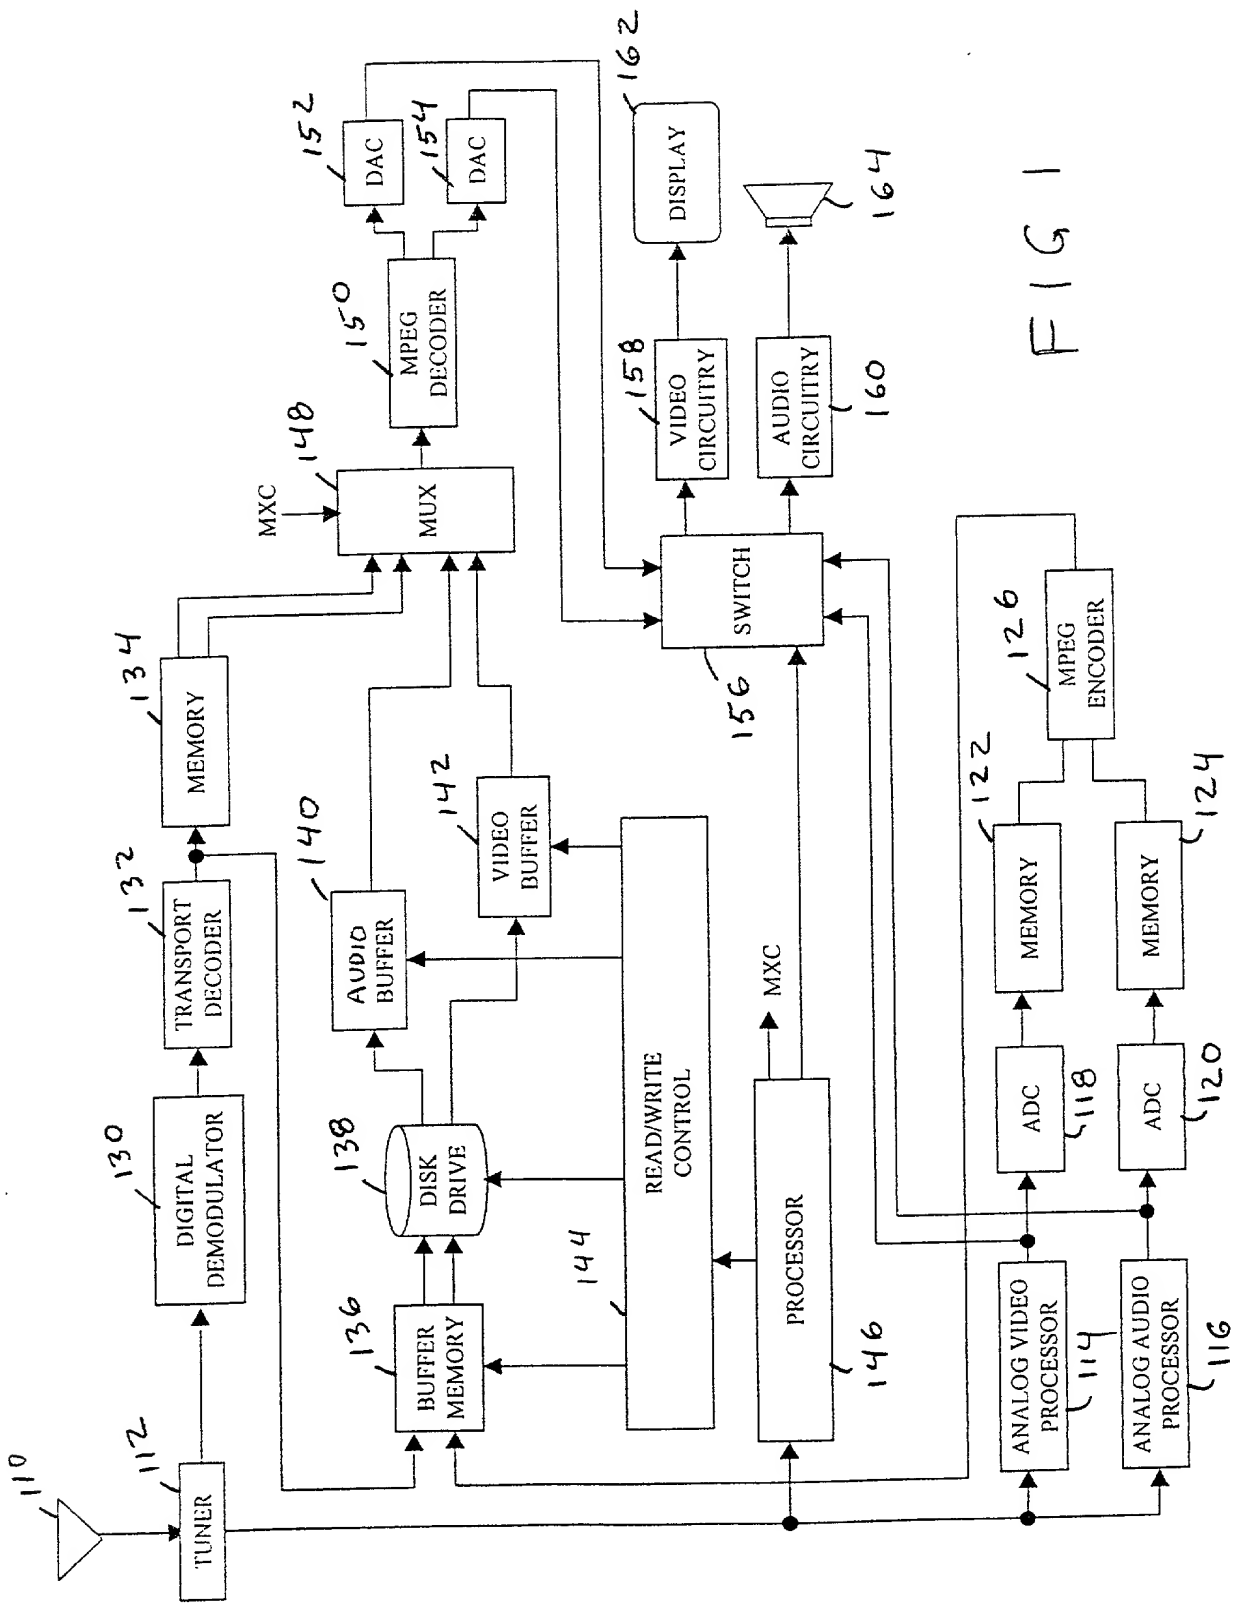 110
112
TUNER
130
DIGITAL
DEMODULATOR
132
TRANSPORT
DECODER
134
MEMORY
MXC
148
MUX
150
MPEG
DECODER
152
DAC
154
DAC
136
BUFFER
MEMORY
138
DISK
DRIVE
140
AUDIO
BUFFER
142
VIDEO
BUFFER
144
READ/WRITE
CONTROL
PROCESSOR
146
MXC
SWITCH
156
158
VIDEO
CIRCUITRY
AUDIO
CIRCUITRY
160
162
DISPLAY
164
ANALOG VIDEO
PROCESSOR
114
ANALOG AUDIO
PROCESSOR
116
ADC
118
ADC
120
122
MEMORY
MEMORY
124
126
MPEG
ENCODER
FIG 1